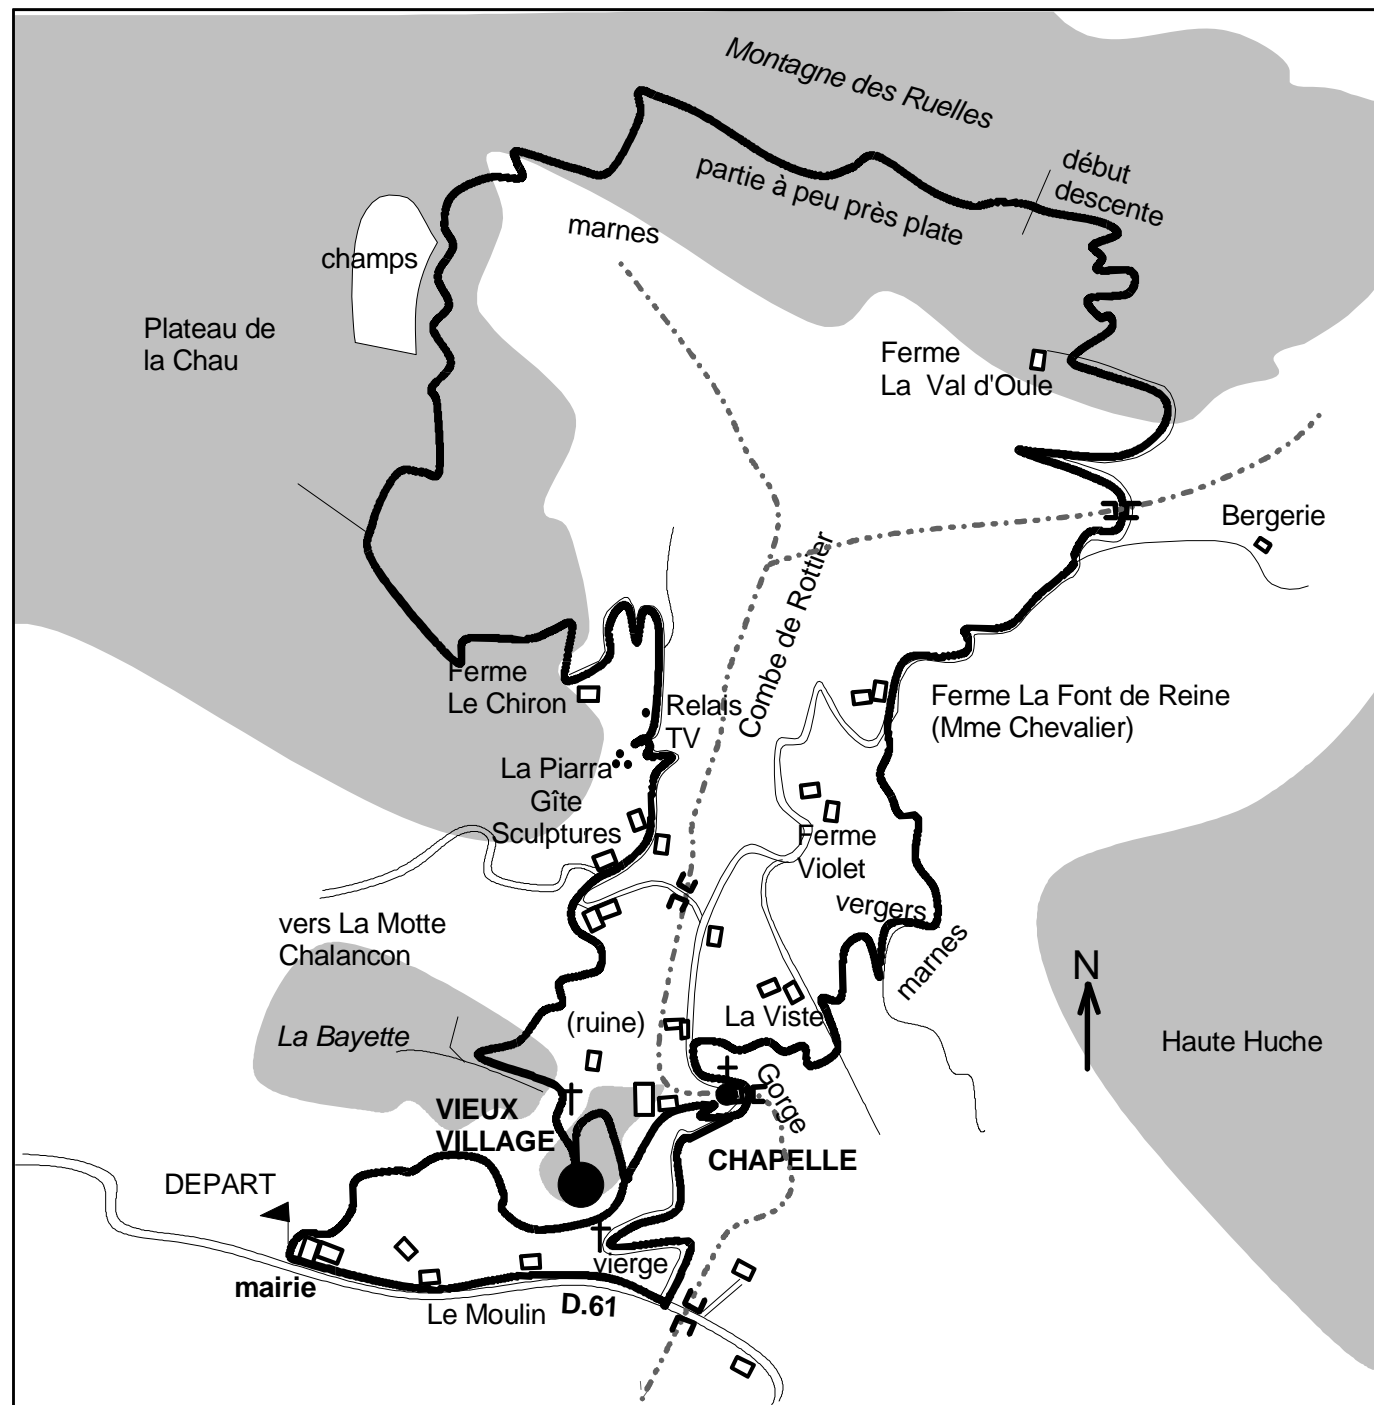 Montagne des Ruelles
partie à peu près plate
début
descente
marnes
champs
Plateau de
la Chau
Ferme
La Val d'Oule
Bergerie
Combe de Rottier
Ferme
Le Chiron
Relais
TV
Ferme La Font de Reine
(Mme Chevalier)
La Piarra
Gîte
Sculptures
Ferme
Violet
vergers
marnes
vers La Motte
Chalancon
N
La Bayette
(ruine)
La Viste
Haute Huche
Gorge
VIEUX
VILLAGE
CHAPELLE
DEPART
vierge
mairie
Le Moulin
D.61